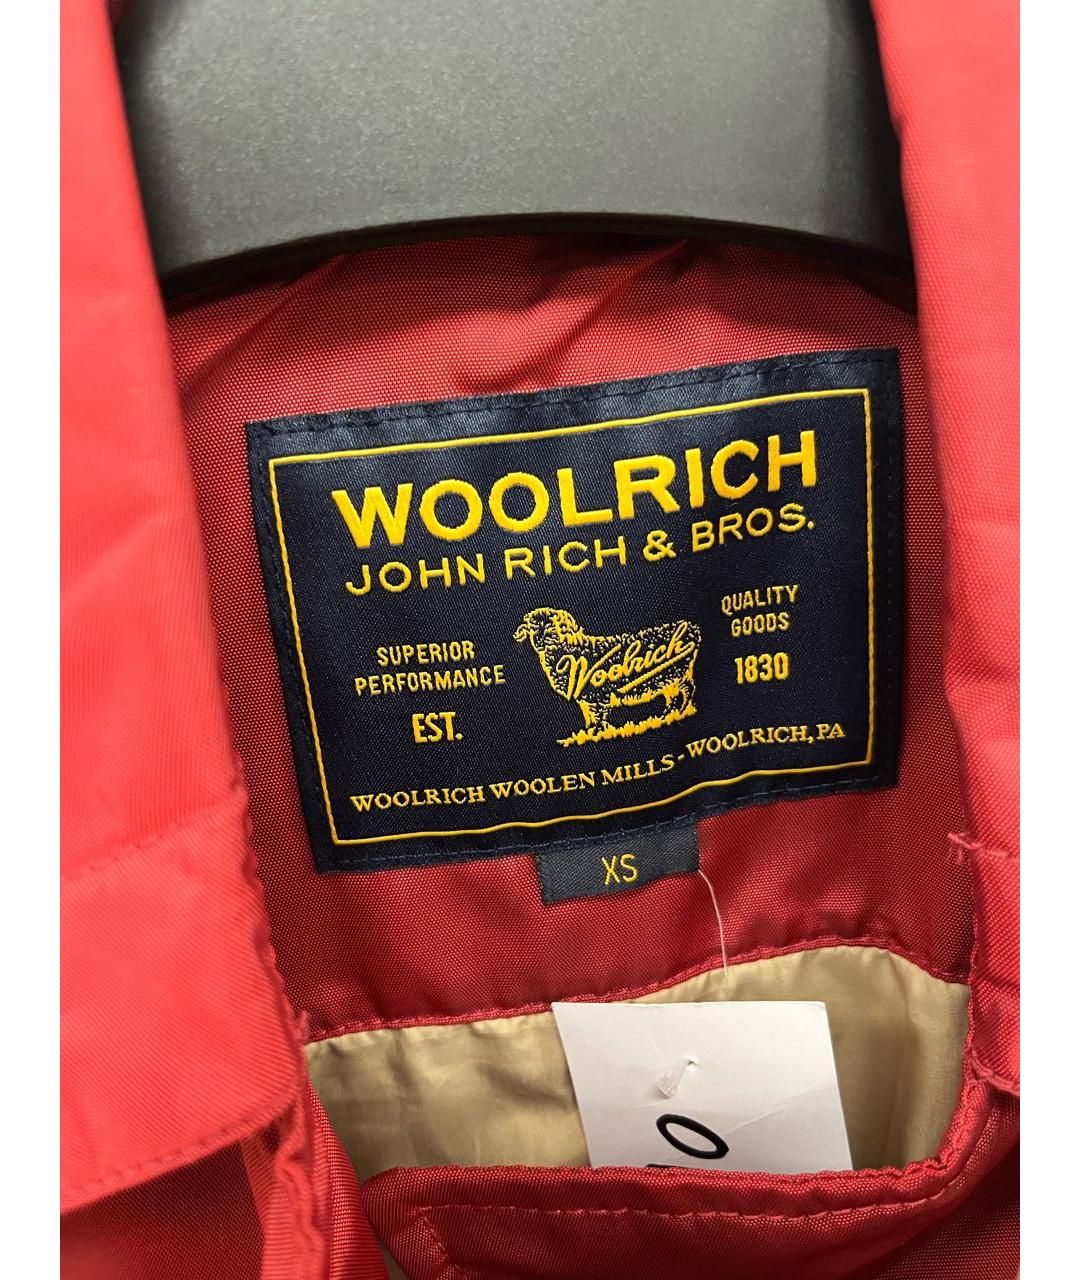 WOOLRICH
JOHN RICH & BROS.
SUPERIOR
PERFORMANCE
EST.
Woolrich
QUALITY
GOODS
1830
WOOLRICH WOOLEN MILLS-WOOLRICH, PA
XS